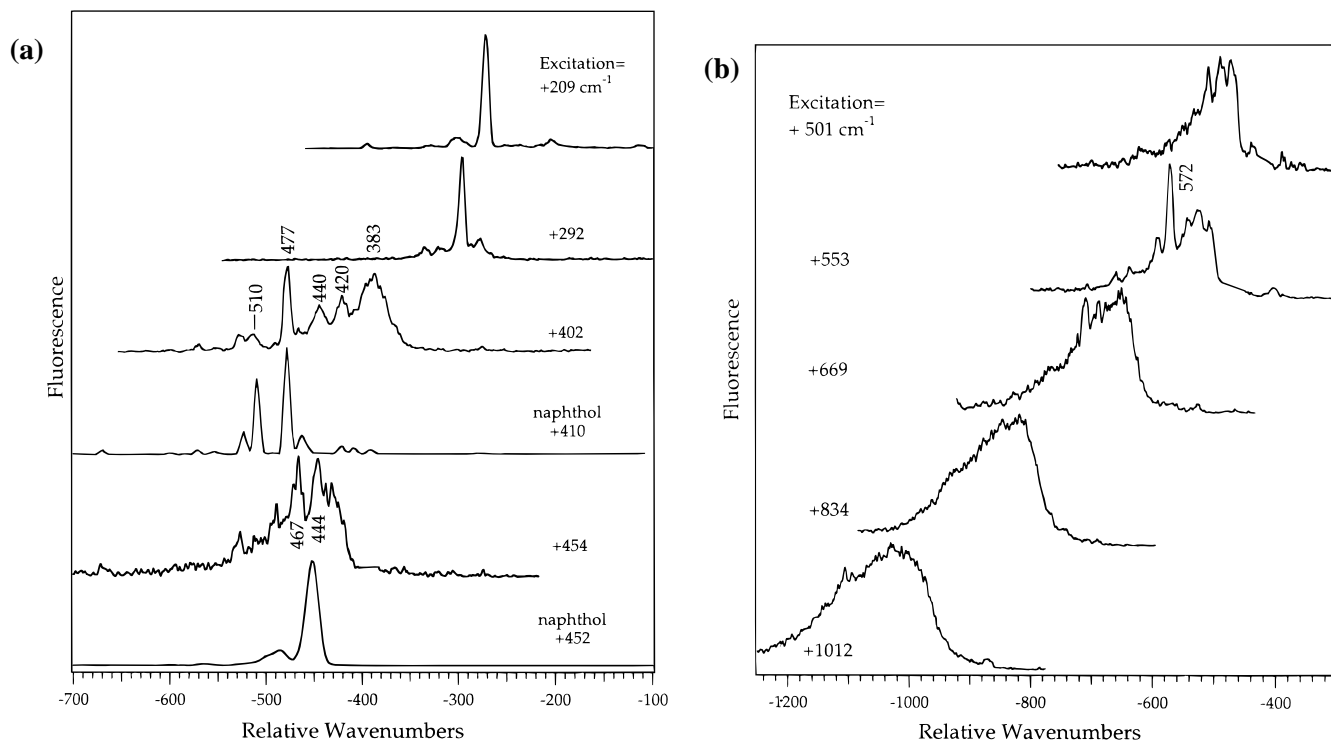 (a)
Excitation=
+209 cm⁻¹
+292
477
383
510
440
420
+402
naphthol
+410
467
444
+454
naphthol
+452
Fluorescence
-700
-600
-500
-400
-300
-200
-100
Relative Wavenumbers
(b)
Excitation=
+ 501 cm⁻¹
572
+553
+669
+834
+1012
Fluorescence
-1200
-1000
-800
-600
-400
Relative Wavenumbers